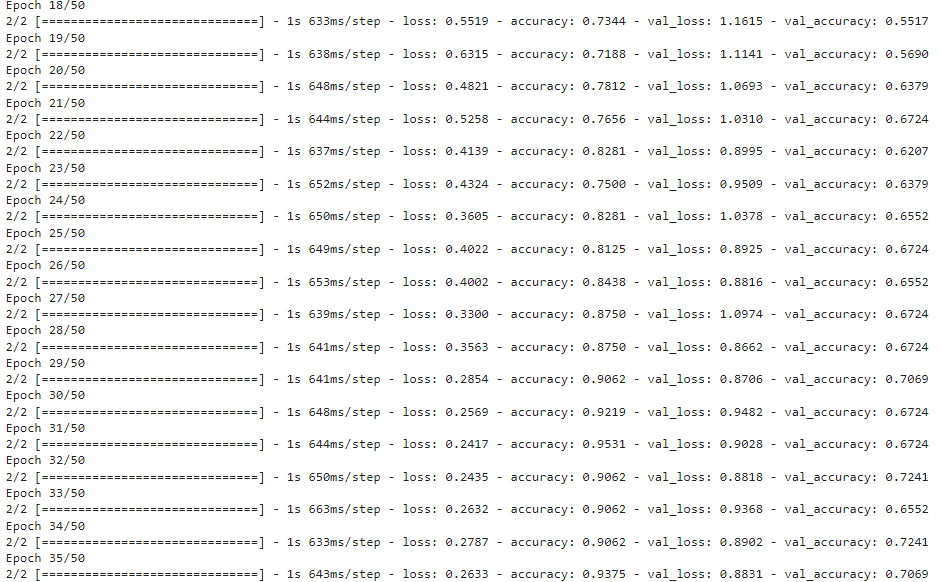 Epoch 18/50
2/2 [==============================] - 1s 633ms/step - loss: 0.5519 - accuracy: 0.7344 - val_loss: 1.1615 - val_accuracy: 0.5517
Epoch 19/50
2/2 [==============================] - 1s 638ms/step - loss: 0.6315 - accuracy: 0.7188 - val_loss: 1.1141 - val_accuracy: 0.5690
Epoch 20/50
2/2 [==============================] - 1s 648ms/step - loss: 0.4821 - accuracy: 0.7812 - val_loss: 1.0693 - val_accuracy: 0.6379
Epoch 21/50
2/2 [==============================] - 1s 644ms/step - loss: 0.5258 - accuracy: 0.7656 - val_loss: 1.0310 - val_accuracy: 0.6724
Epoch 22/50
2/2 [==============================] - 1s 637ms/step - loss: 0.4139 - accuracy: 0.8281 - val_loss: 0.8995 - val_accuracy: 0.6207
Epoch 23/50
2/2 [==============================] - 1s 652ms/step - loss: 0.4324 - accuracy: 0.7500 - val_loss: 0.9509 - val_accuracy: 0.6379
Epoch 24/50
2/2 [==============================] - 1s 650ms/step - loss: 0.3605 - accuracy: 0.8281 - val_loss: 1.0378 - val_accuracy: 0.6552
Epoch 25/50
2/2 [==============================] - 1s 649ms/step - loss: 0.4022 - accuracy: 0.8125 - val_loss: 0.8925 - val_accuracy: 0.6724
Epoch 26/50
2/2 [==============================] - 1s 653ms/step - loss: 0.4002 - accuracy: 0.8438 - val_loss: 0.8816 - val_accuracy: 0.6552
Epoch 27/50
2/2 [==============================] - 1s 639ms/step - loss: 0.3300 - accuracy: 0.8750 - val_loss: 1.0974 - val_accuracy: 0.6724
Epoch 28/50
2/2 [==============================] - 1s 641ms/step - loss: 0.3563 - accuracy: 0.8750 - val_loss: 0.8662 - val_accuracy: 0.6724
Epoch 29/50
2/2 [==============================] - 1s 641ms/step - loss: 0.2854 - accuracy: 0.9062 - val_loss: 0.8706 - val_accuracy: 0.7069
Epoch 30/50
2/2 [==============================] - 1s 648ms/step - loss: 0.2569 - accuracy: 0.9219 - val_loss: 0.9482 - val_accuracy: 0.6724
Epoch 31/50
2/2 [==============================] - 1s 644ms/step - loss: 0.2417 - accuracy: 0.9531 - val_loss: 0.9028 - val_accuracy: 0.6724
Epoch 32/50
2/2 [==============================] - 1s 650ms/step - loss: 0.2435 - accuracy: 0.9062 - val_loss: 0.8818 - val_accuracy: 0.7241
Epoch 33/50
2/2 [==============================] - 1s 663ms/step - loss: 0.2632 - accuracy: 0.9062 - val_loss: 0.9368 - val_accuracy: 0.6552
Epoch 34/50
2/2 [==============================] - 1s 633ms/step - loss: 0.2787 - accuracy: 0.9062 - val_loss: 0.8902 - val_accuracy: 0.7241
Epoch 35/50
2/2 [==============================] - 1s 643ms/step - loss: 0.2633 - accuracy: 0.9375 - val_loss: 0.8831 - val_accuracy: 0.7069